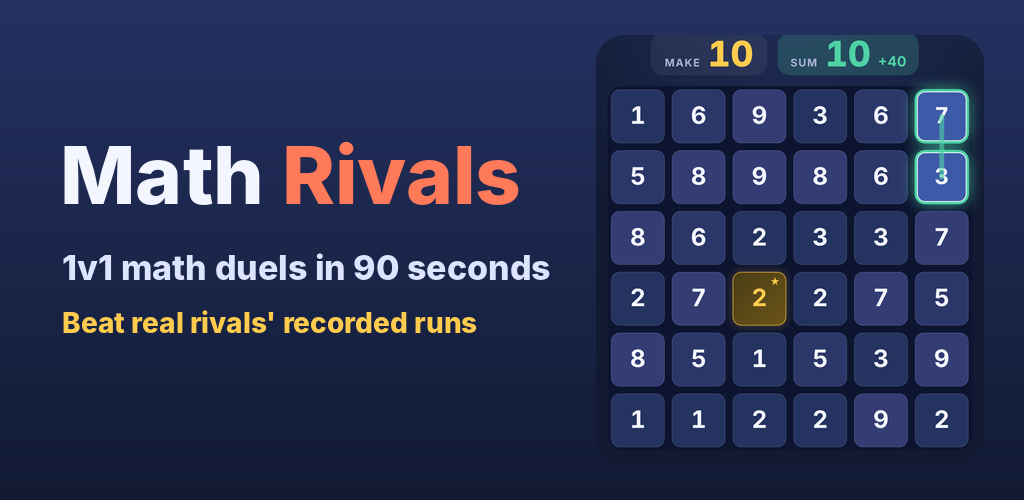 MAKE 10 SUM 10 +40
Math Rivals
1v1 math duels in 90 seconds
Beat real rivals' recorded runs
1 6 9 3 6 7
5 8 9 8 6 3
8 6 2 3 3 7
2 7 2 2 7 5
8 5 1 5 3 9
1 1 2 2 9 2